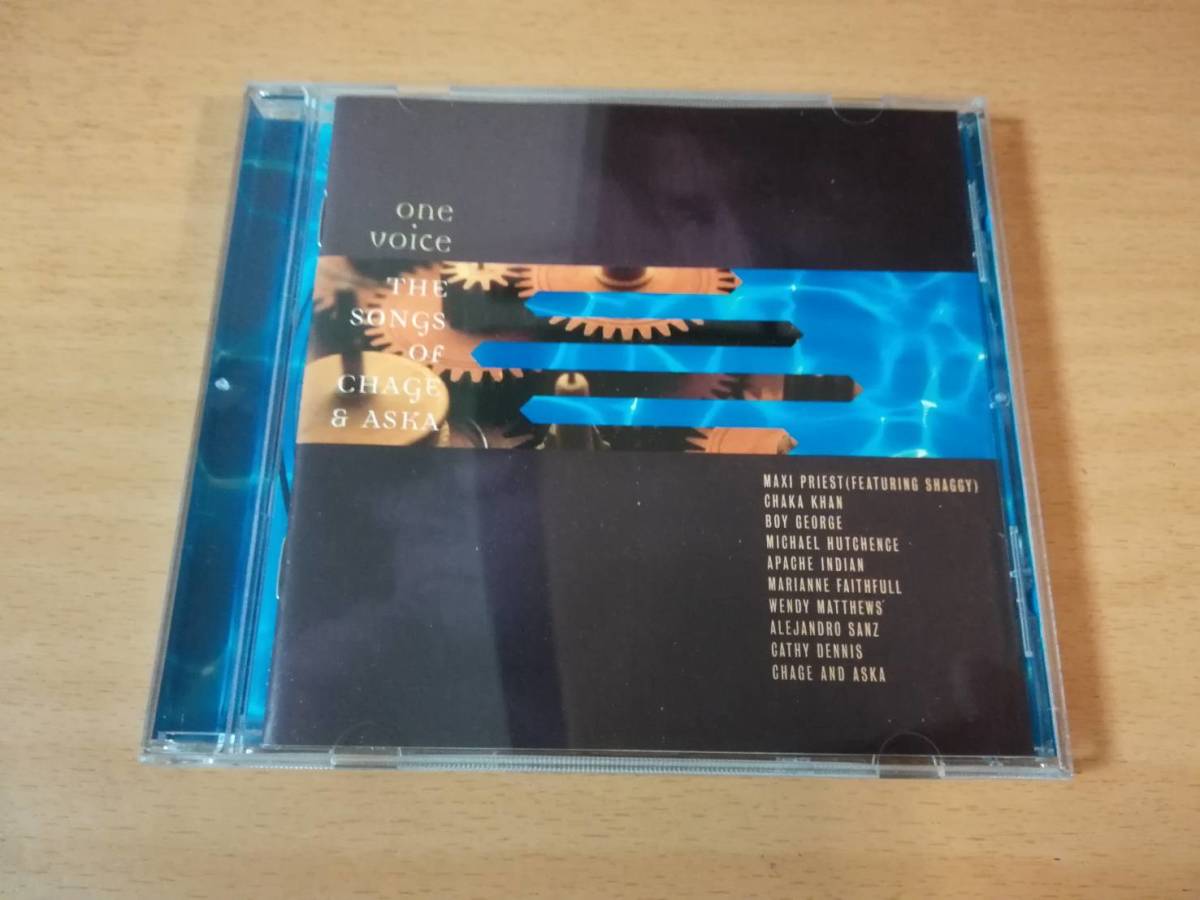 one
voice
THE
SONGS
OF
CHAGE
& ASKA
MAXI PRIEST(FEATURING SHAGGY)
CHAKA KHAN
BOY GEORGE
MICHAEL HUTCHENCE
APACHE INDIAN
MARIANNE FAITHFULL
WENDY MATTHEWS
ALEJANDRO SANZ
CATHY DENNIS
CHAGE AND ASKA